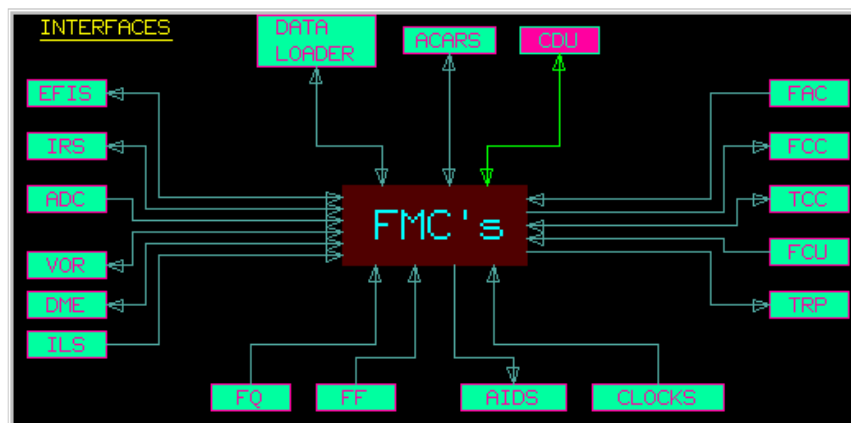 INTERFACES
DATA
LOADER
ACARS
CDU
EFIS
FAC
IRS
FCC
ADC
TCC
FMC's
VOR
FCU
DME
TRP
ILS
FQ
FF
AIDS
CLOCKS